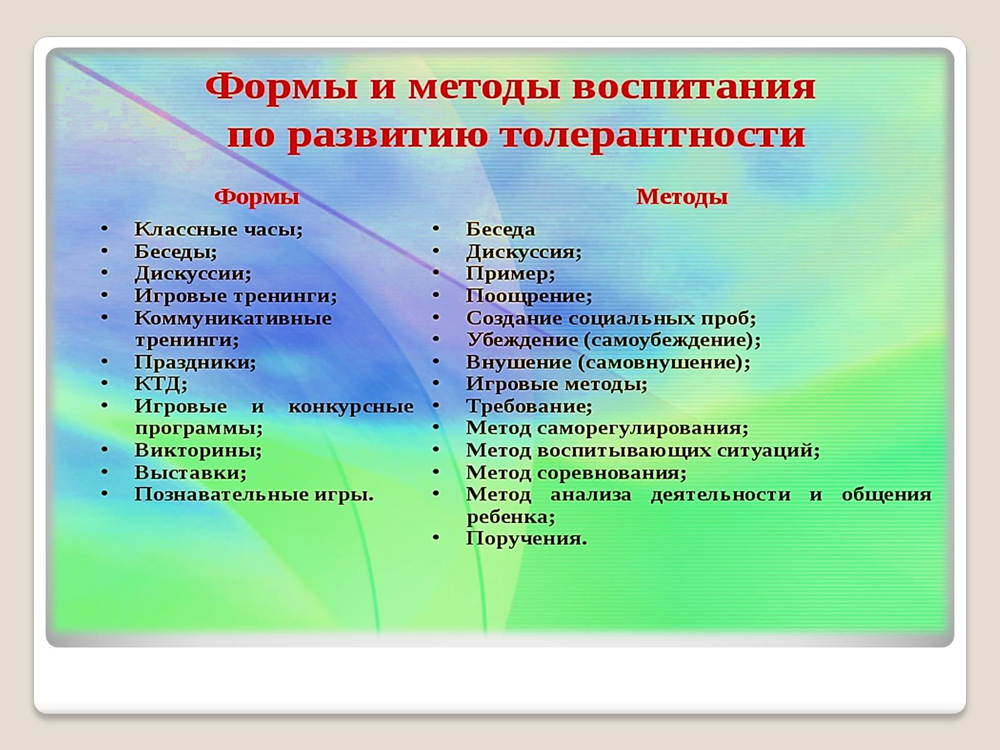 Формы и методы воспитания
по развитию толерантности
Формы
Классные часы;
Беседы;
Дискуссии;
Игровые тренинги;
Коммуникативные
тренинги;
Праздники;
КТД;
Игровые и конкурсные
программы;
Викторины;
Выставки;
Познавательные игры.
Методы
Беседа
Дискуссия;
Пример;
Поощрение;
Создание социальных проб;
Убеждение (самоубеждение);
Внушение (самовнушение);
Игровые методы;
Требование;
Метод саморегулирования;
Метод воспитывающих ситуаций;
Метод соревнования;
Метод анализа деятельности и общения
ребенка;
Поручения.